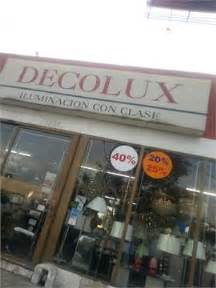 DECOLUX
ILUMINACION CON CLASE
40%
20%
25%